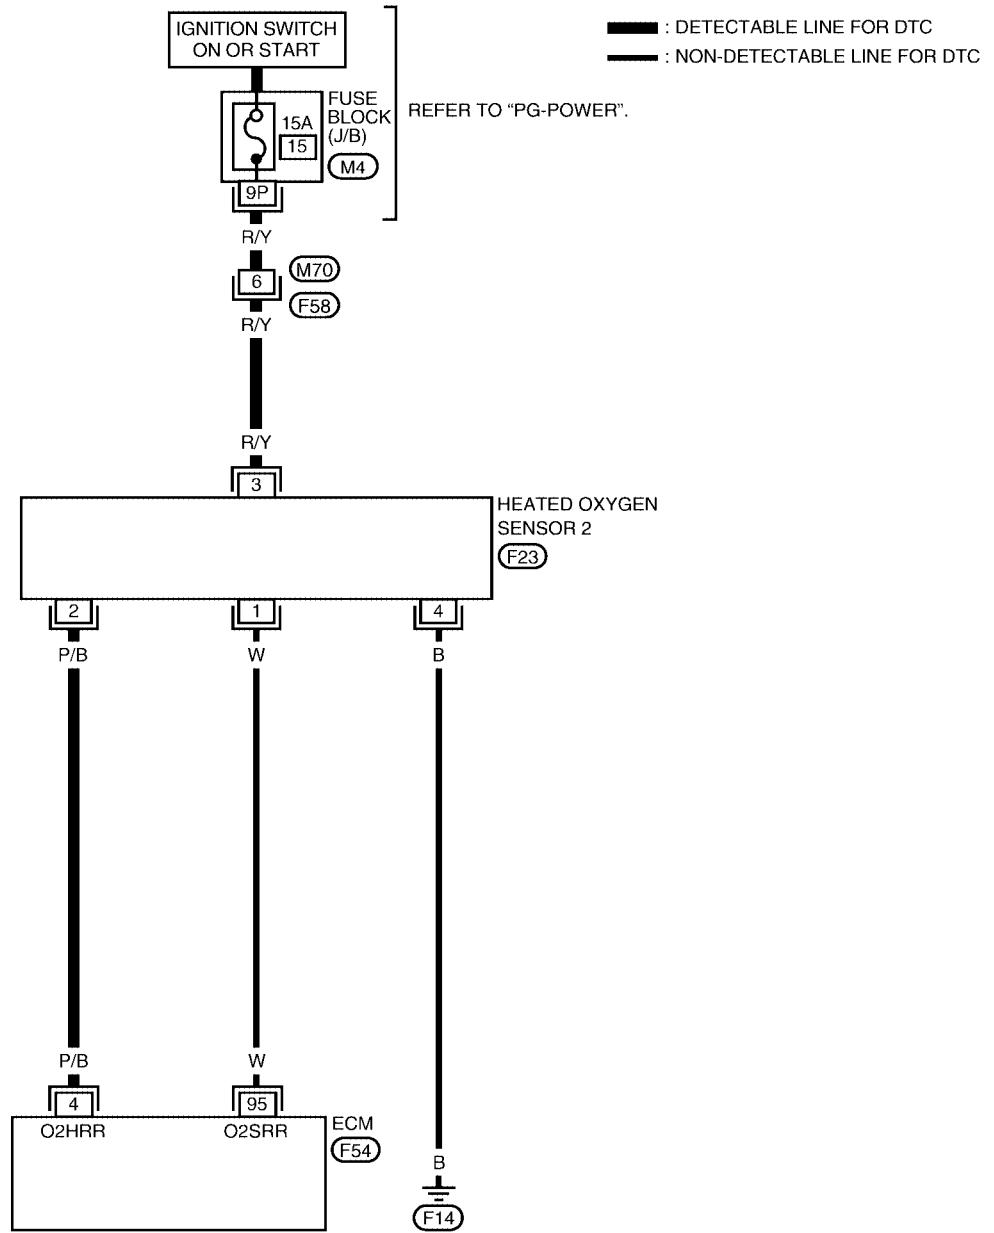 IGNITION SWITCH
ON OR START
: DETECTABLE LINE FOR DTC
: NON-DETECTABLE LINE FOR DTC
FUSE
BLOCK
(J/B)
M4
15A
15
REFER TO “PG-POWER”.
9P
R/Y
M70
6
F58
R/Y
R/Y
3
HEATED OXYGEN
SENSOR 2
F23
2
1
4
P/B
W
B
P/B
W
4
95
O2HRR
O2SRR
ECM
F54
B
F14